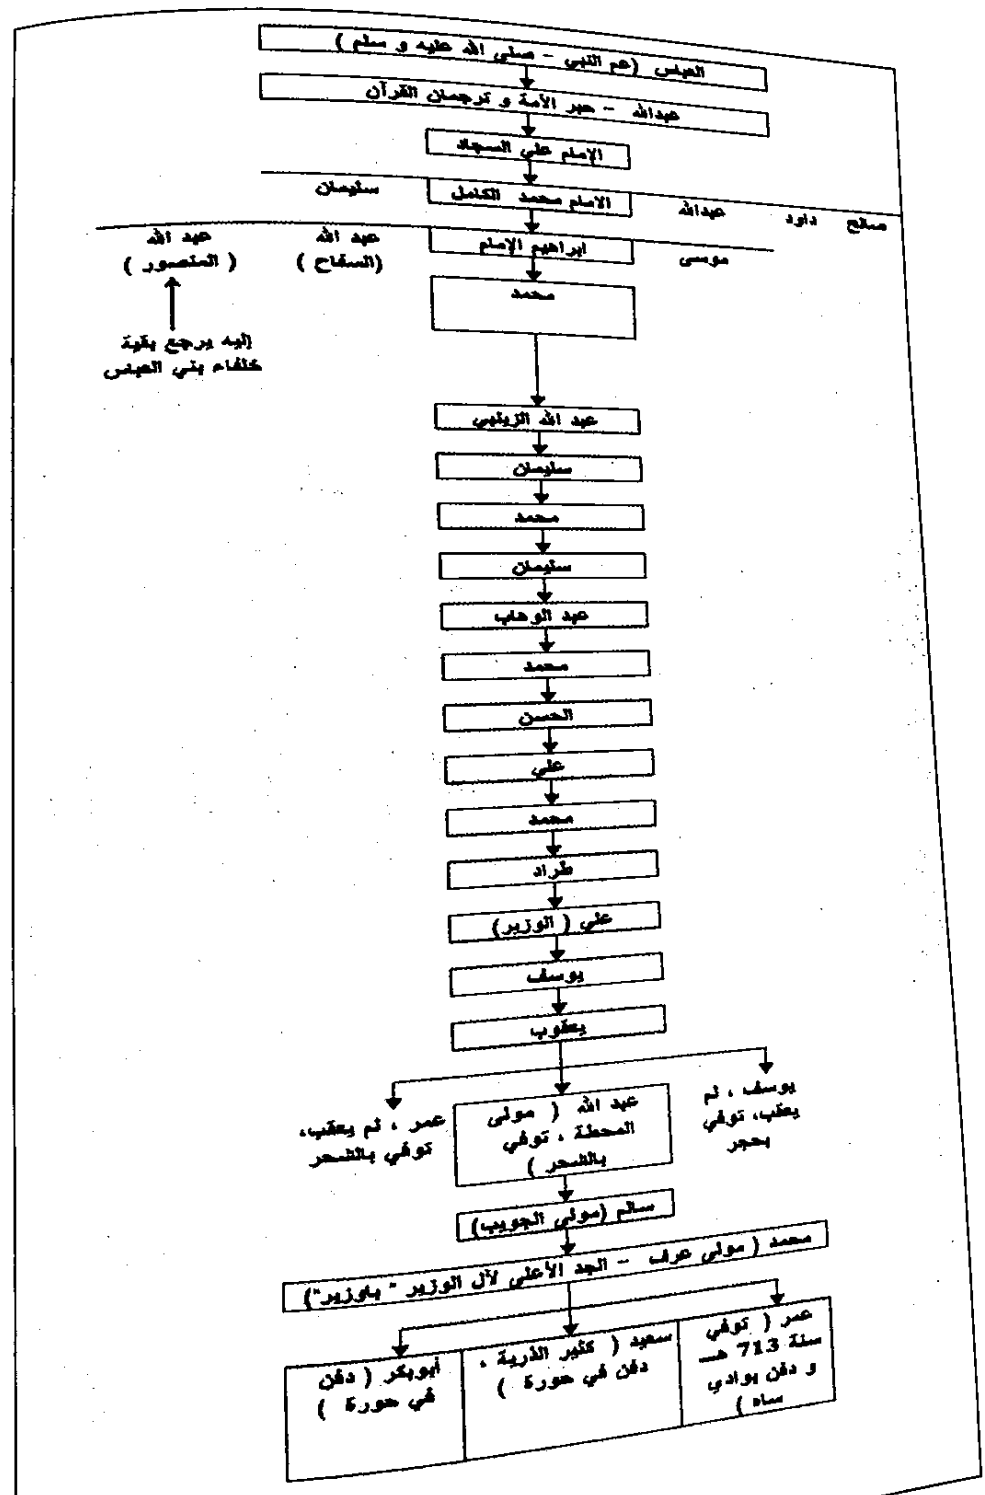 العباس (عم النبي – صلى الله عليه و سلم )
عبدالله – حبر الأمة و ترجمان القرآن
الإمام علي السجاد
صالح داود عبدالله الامام محمد الكامل سليمان
موسى ابراهيم الإمام عبد الله عبد الله
(السفاح ) ( المنصور )
محمد
إليه يرجع بقية
خلفاء بني العباس
عبد الله الزينبي
سليمان
محمد
سليمان
عبد الوهاب
محمد
الحسن
علي
محمد
طراد
علي ( الوزير)
يوسف
يعقوب
يوسف ، لم
يعقب، توفي
بحجر
عبد الله ( مولى
المحطة ، توفي
بالشحر )
عمر ، لم يعقب،
توفي بالشحر
سالم (مولى الجويب)
محمد ( مولى عرف – الجد الأعلى لآل الوزير " باوزير")
عمر ( توفي
سنة 713 هـ
و دفن بوادي
ساه )
سعيد ( كثير الذرية ،
دفن في حورة )
أبوبكر ( دفن
في حورة )